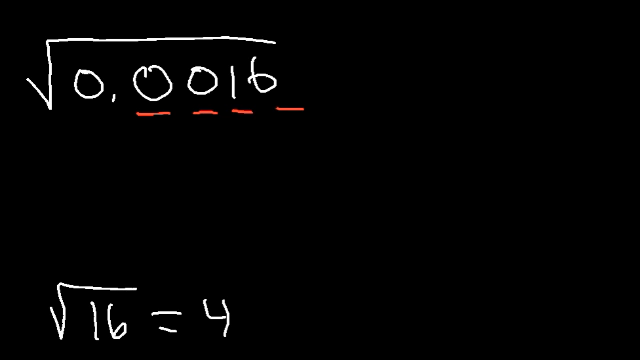 √0.0016
√16 = 4